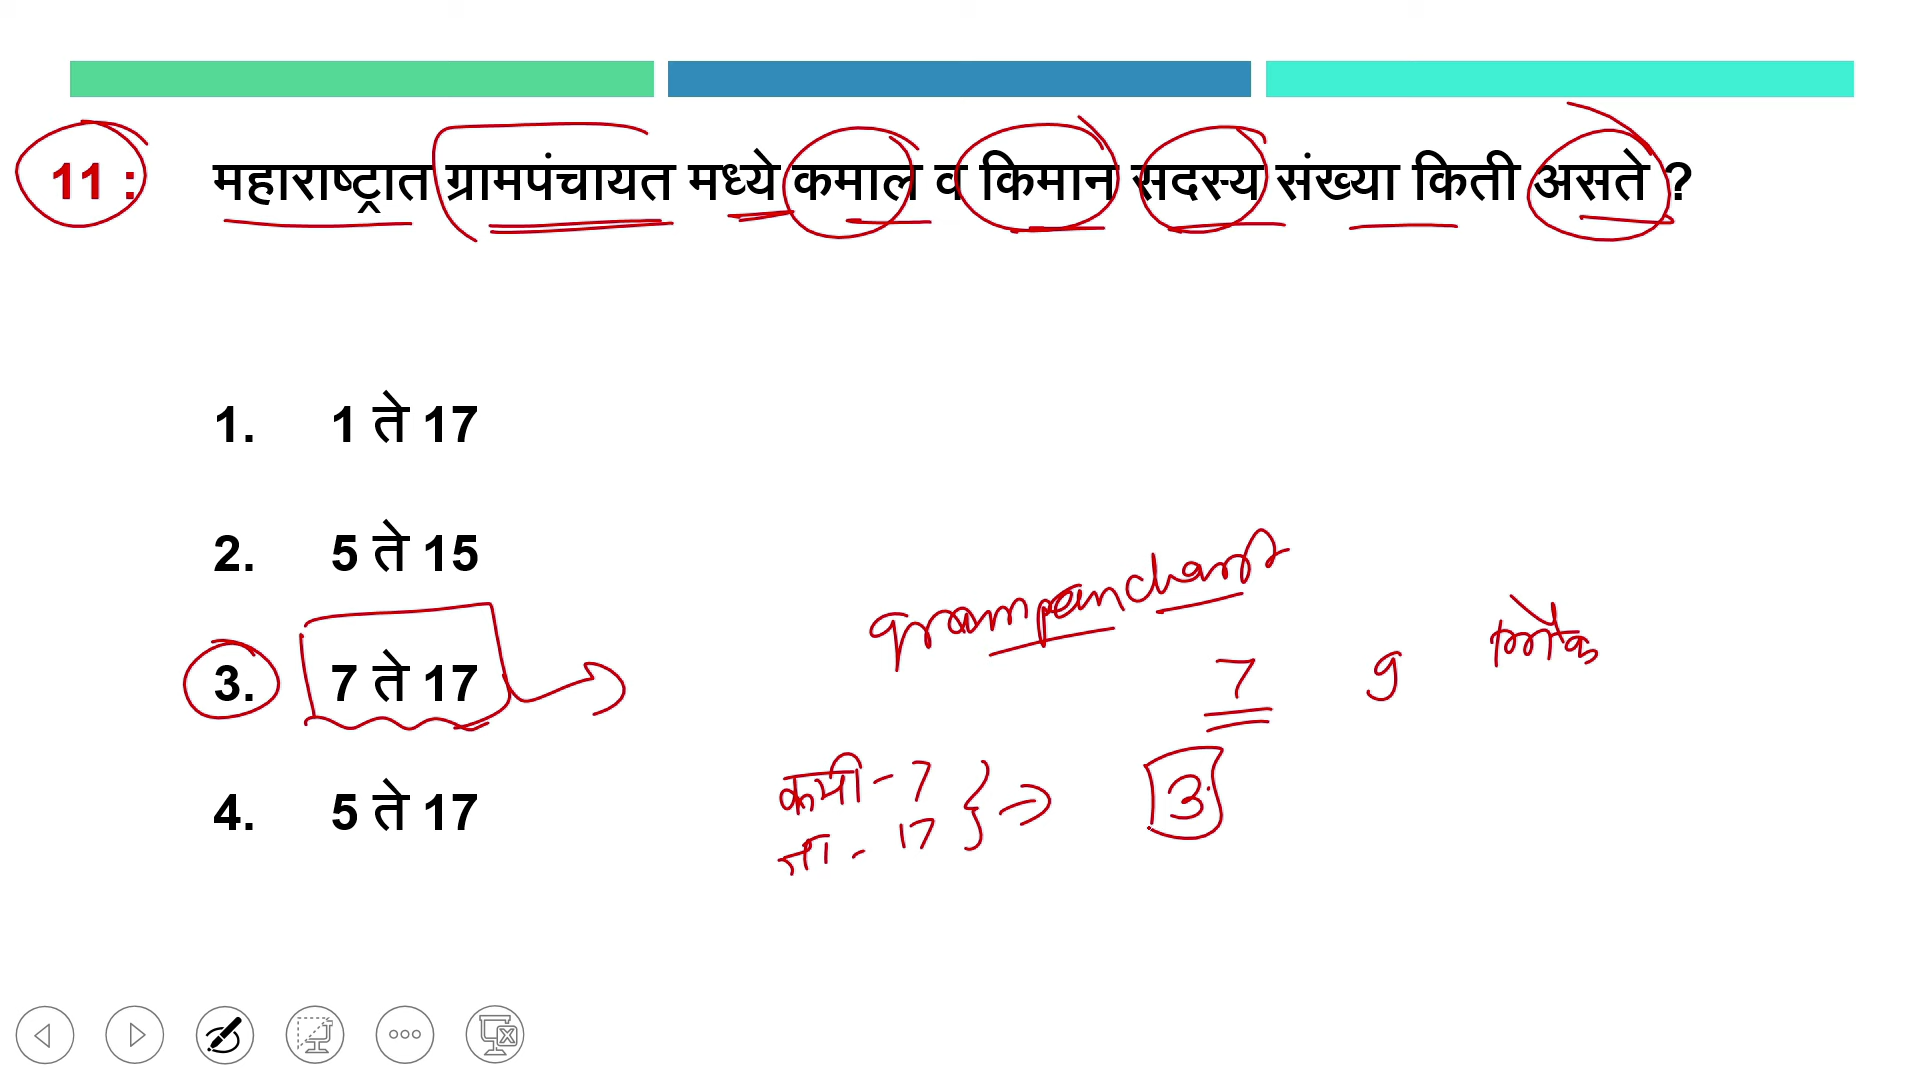 11 : महाराष्ट्रात ग्रामपंचायत मध्ये कमाल व किमान सदस्य संख्या किती असते ?
1. 1 ते 17
2. 5 ते 15
3. 7 ते 17
4. 5 ते 17
7 9
कमी - 7
17
3